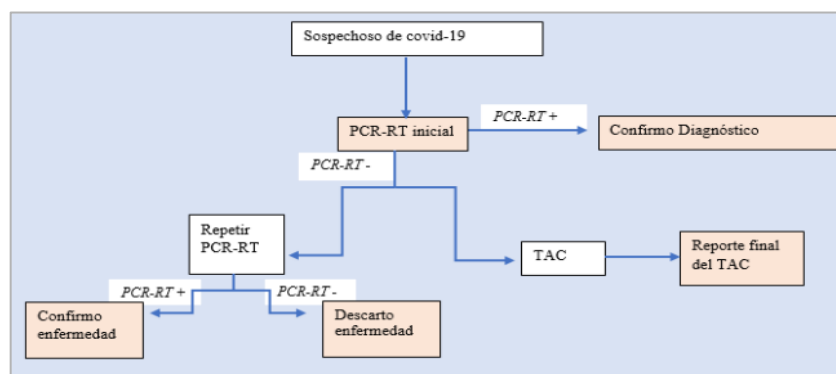 Sospechoso de covid-19
PCR-RT inicial
PCR-RT +
Confirmo Diagnóstico
PCR-RT -
Repetir
PCR-RT
TAC
Reporte final
del TAC
PCR-RT +
PCR-RT -
Confirmo
enfermedad
Descarto
enfermedad